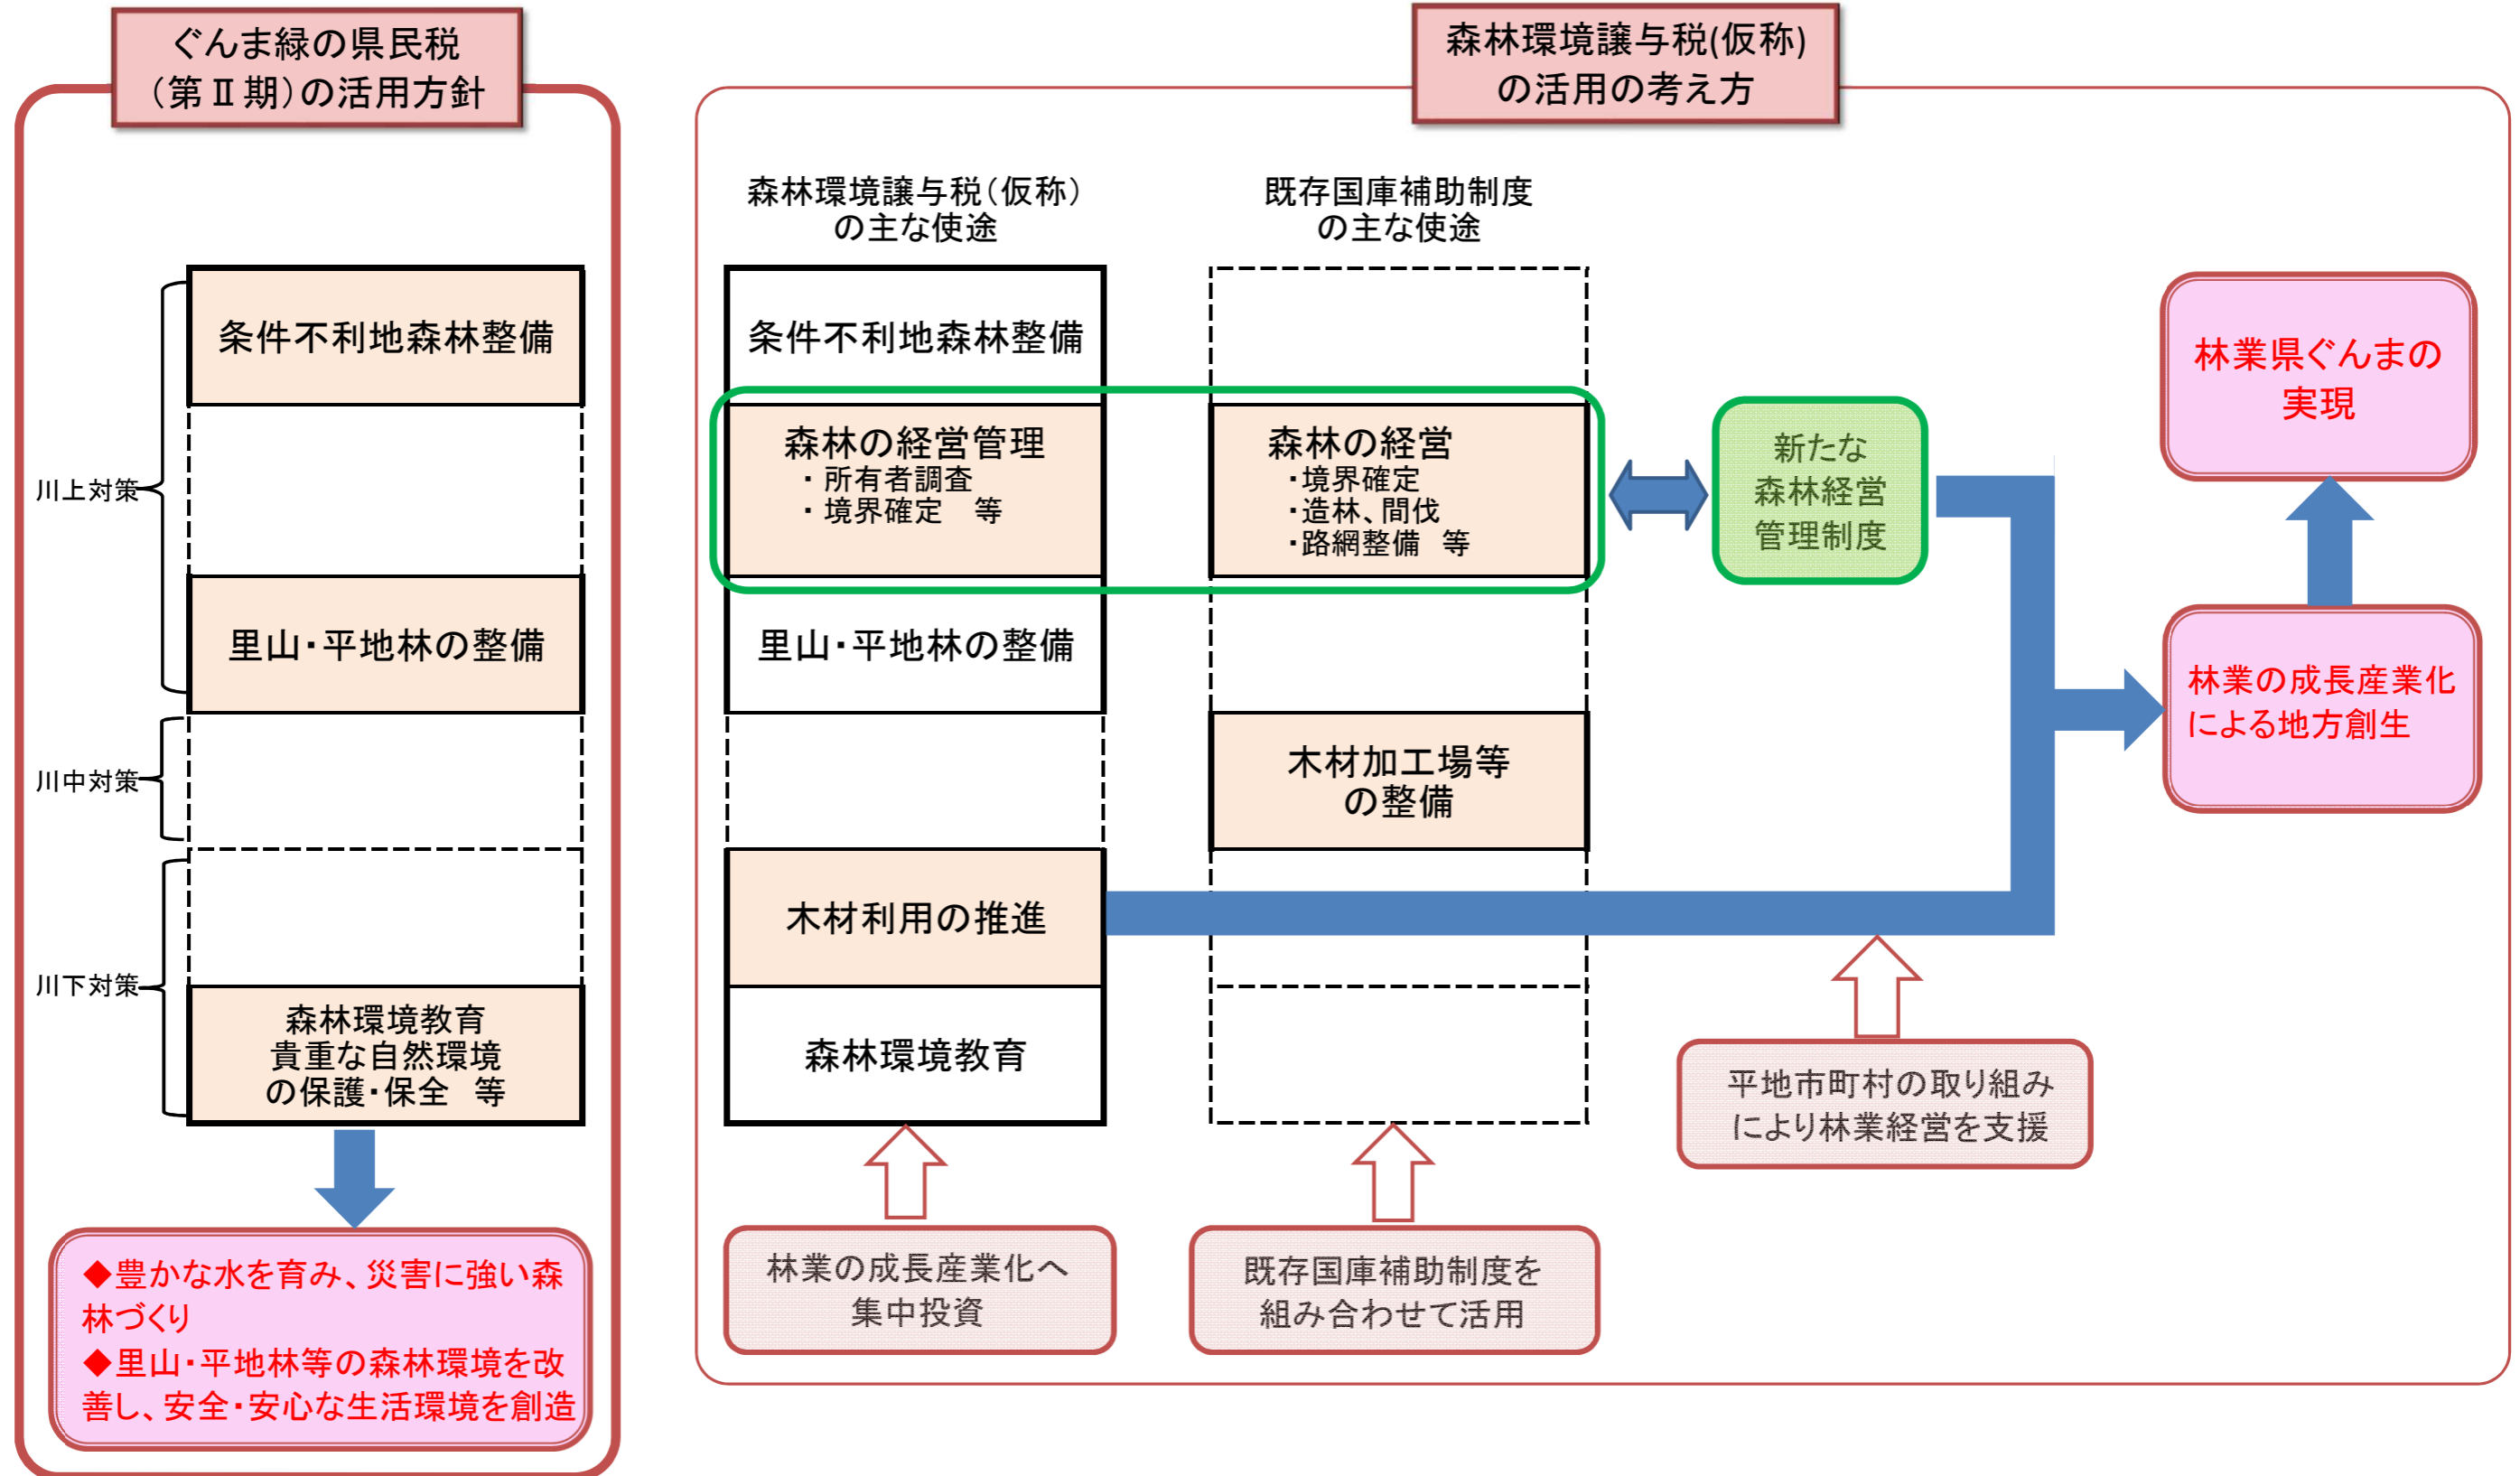 ぐんま緑の県民税
（第Ⅱ期）の活用方針
川上対策
川中対策
川下対策
条件不利地森林整備
里山・平地林の整備
森林環境教育
貴重な自然環境
の保護・保全　等
◆豊かな水を育み、災害に強い森
林づくり
◆里山・平地林等の森林環境を改
善し、安全・安心な生活環境を創造
森林環境譲与税(仮称)
の活用の考え方
森林環境譲与税（仮称）
の主な使途
条件不利地森林整備
森林の経営管理
・ 所有者調査
・ 境界確定　等
里山・平地林の整備
木材利用の推進
森林環境教育
林業の成長産業化へ
集中投資
既存国庫補助制度
の主な使途
森林の経営
・境界確定
・造林、間伐
・路網整備　等
木材加工場等
の整備
既存国庫補助制度を
組み合わせて活用
新たな
森林経営
管理制度
平地市町村の取り組み
により林業経営を支援
林業県ぐんまの
実現
林業の成長産業化
による地方創生